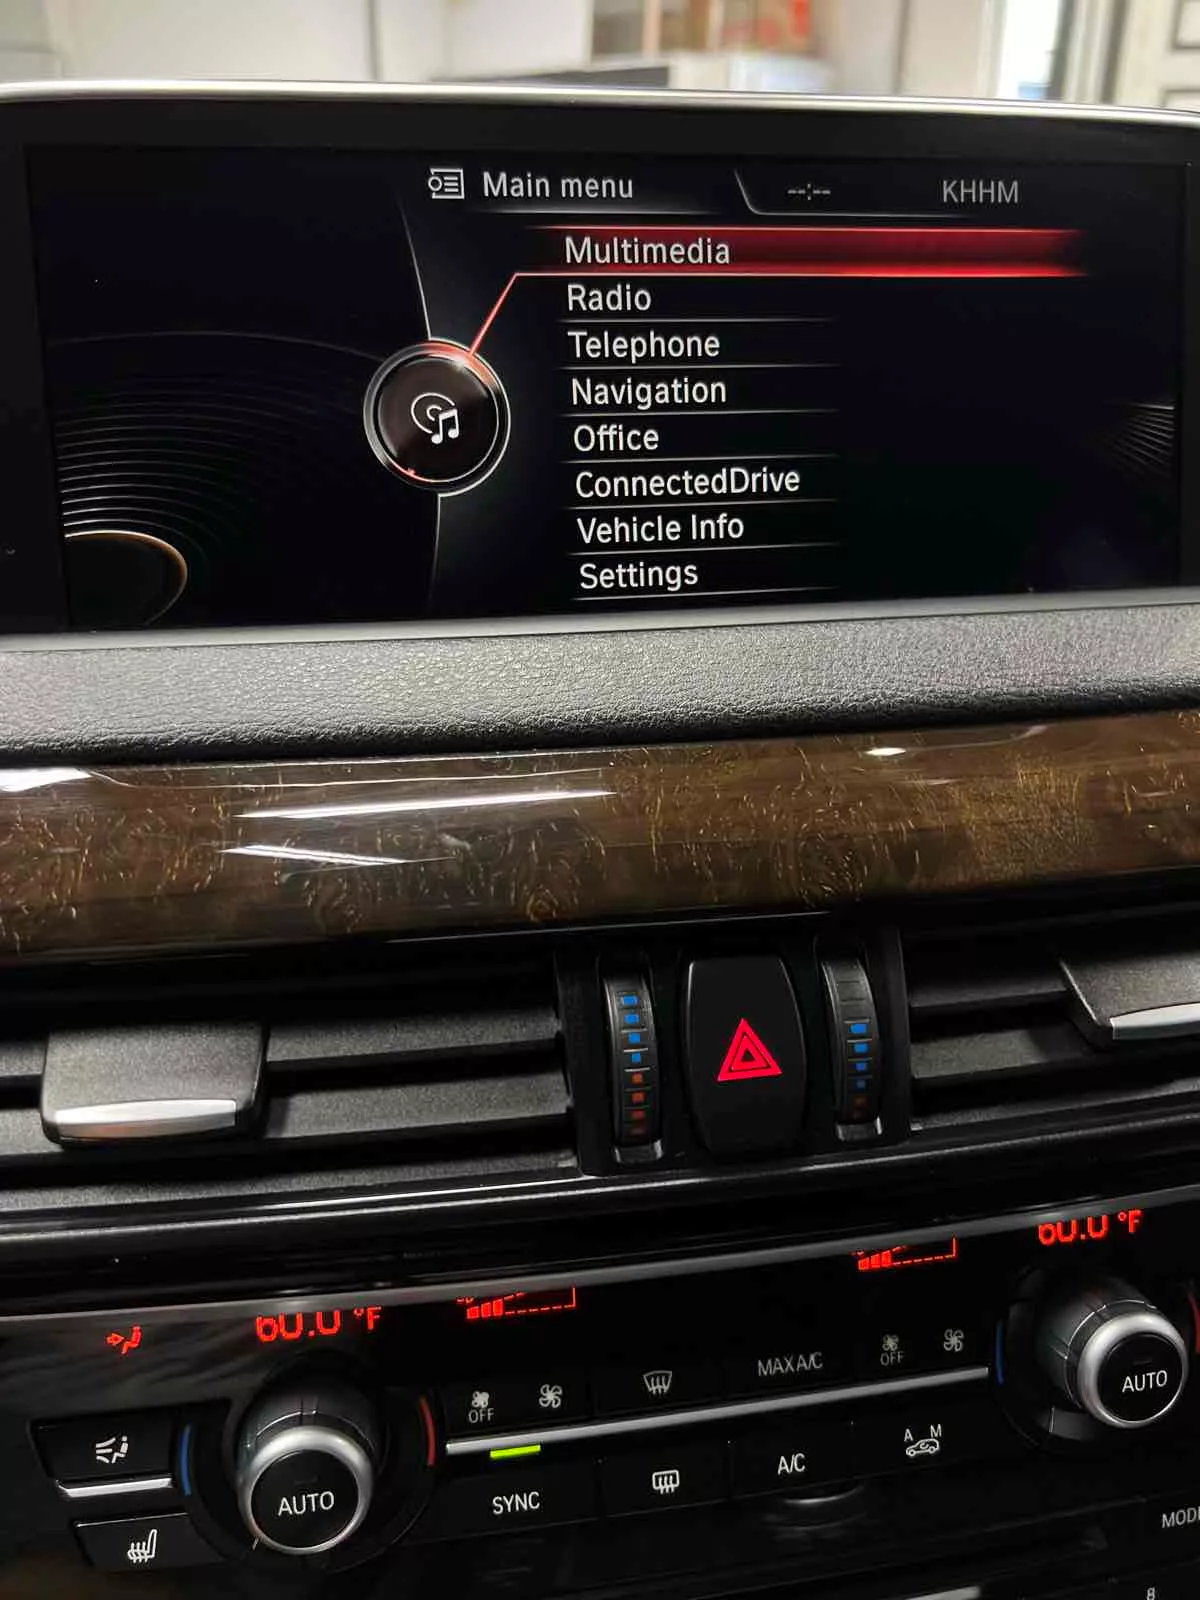 Main menu --:-- KHHM
Multimedia
Radio
Telephone
Navigation
Office
ConnectedDrive
Vehicle Info
Settings
60.0 °F
60.0 °F
OFF MAX A/C OFF
AUTO
AUTO SYNC A/C A M
8